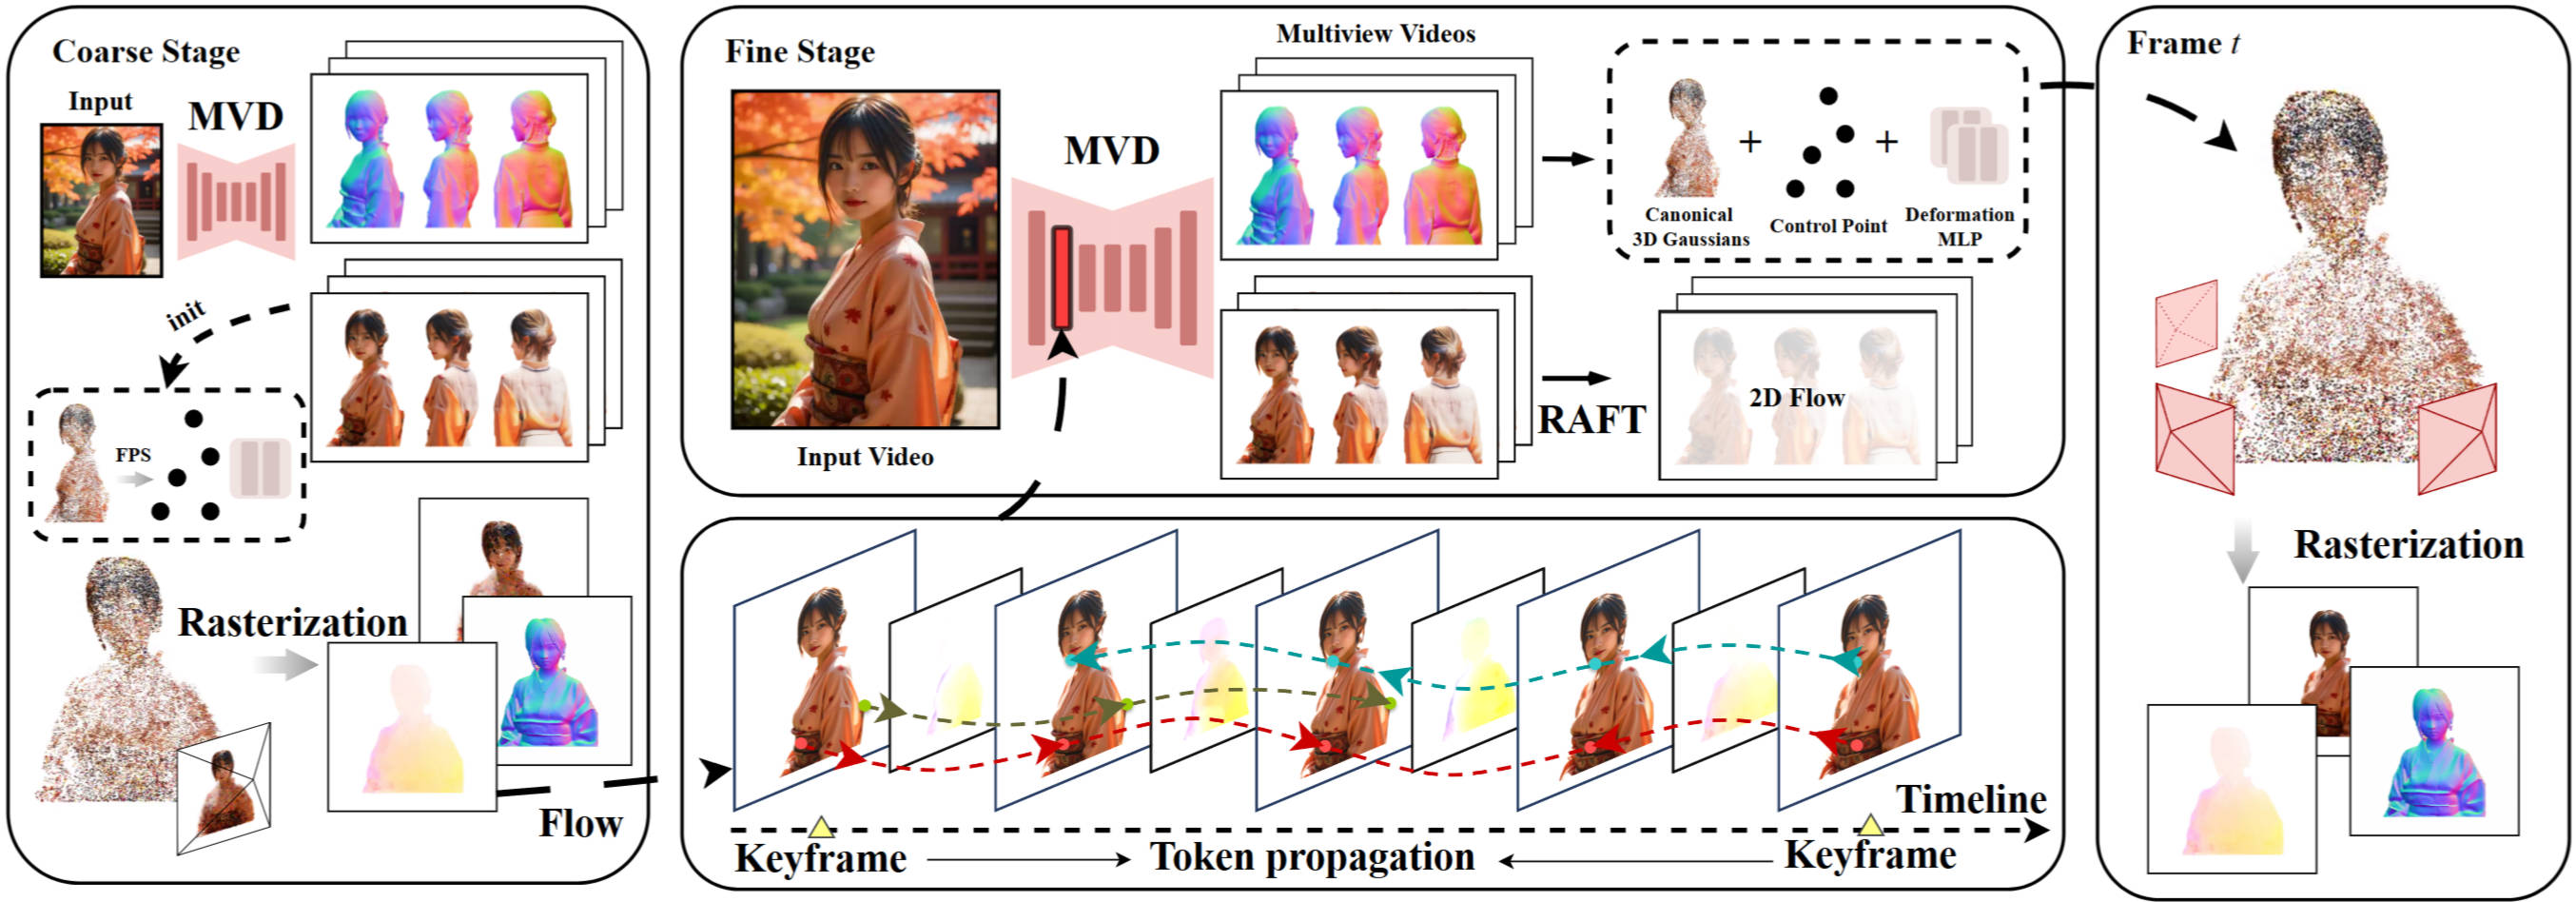 Coarse Stage
Input
MVD
init
FPS
Rasterization
Flow
Fine Stage
Input Video
MVD
Multiview Videos
+
+
Canonical
3D Gaussians
Control Point
Deformation
MLP
RAFT
2D Flow
Timeline
Keyframe
Token propagation
Keyframe
Frame t
Rasterization